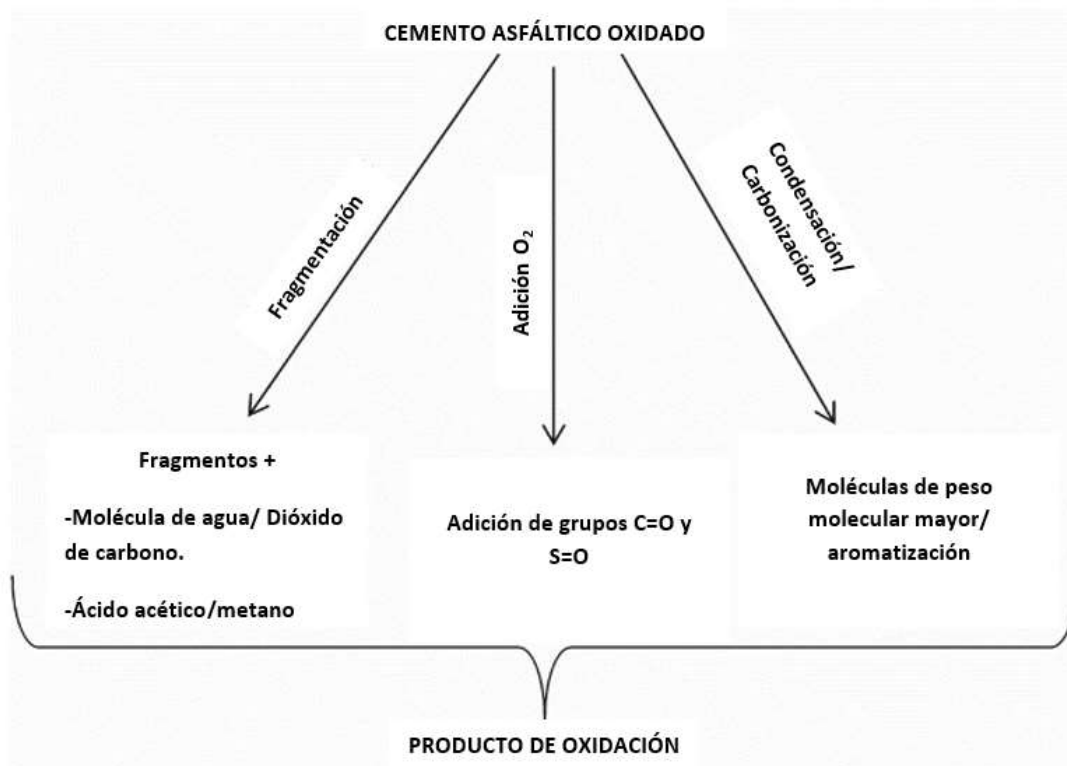 CEMENTO ASFÁLTICO OXIDADO
Fragmentación
Adición O₂
Condensación/
Carbonización
Fragmentos +
-Molécula de agua/ Dióxido
de carbono.
-Ácido acético/metano
Adición de grupos C=O y
S=O
Moléculas de peso
molecular mayor/
aromatización
PRODUCTO DE OXIDACIÓN